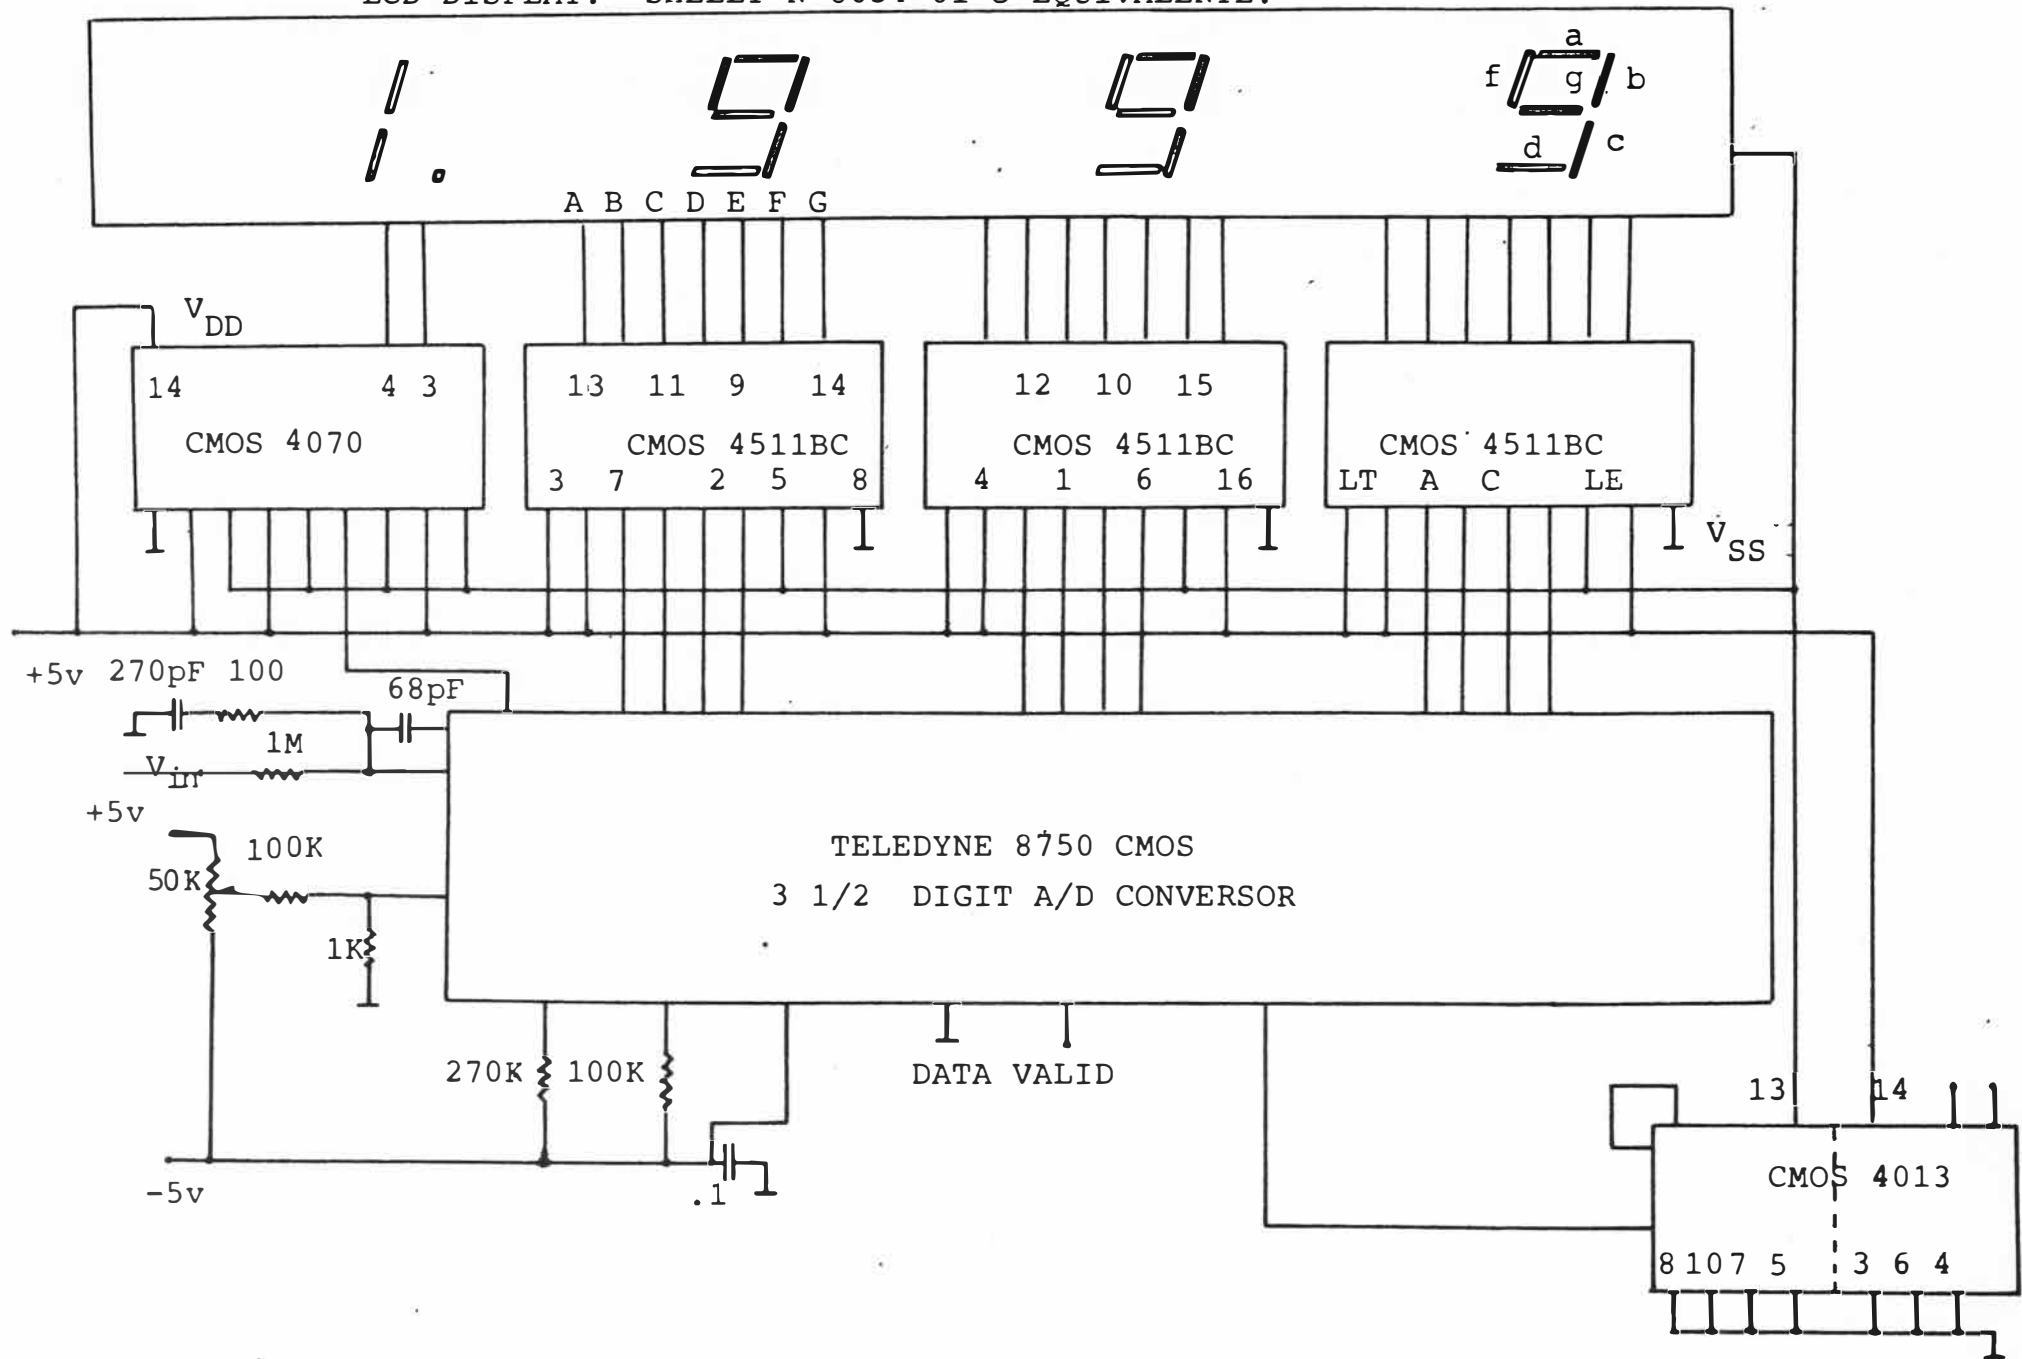 a
f g b
d c
A B C D E F G
V DD
14 4 3 13 11 9 14 12 10 15
CMOS 4070 CMOS 4511BC CMOS 4511BC CMOS 4511BC
3 7 2 5 8 4 1 6 16 LT A C LE
V SS
+5v 270pF 100
68pF
1M
Vin
+5v
100K
50K
1K
TELEDYNE 8750 CMOS
3 1/2 DIGIT A/D CONVERSOR
270K 100K DATA VALID
13 14
-5v .1
CMOS 4013
8 10 7 5 3 6 4
1. 9 9 9